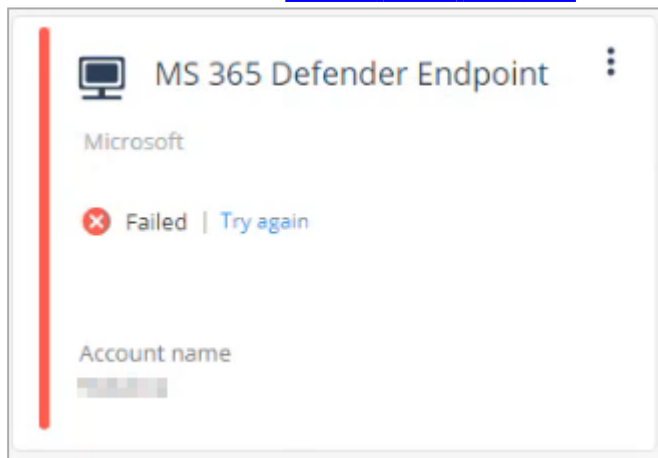 MS 365 Defender Endpoint
Microsoft
Failed | Try again
Account name